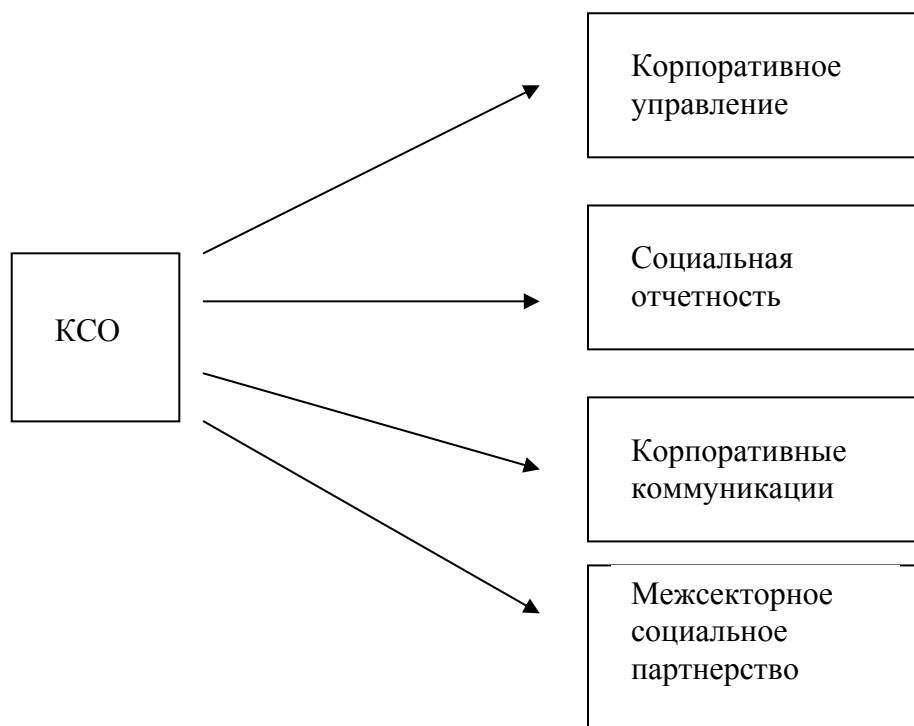 Корпоративное
управление
Социальная
отчетность
КСО
Корпоративные
коммуникации
Межсекторное
социальное
партнерство